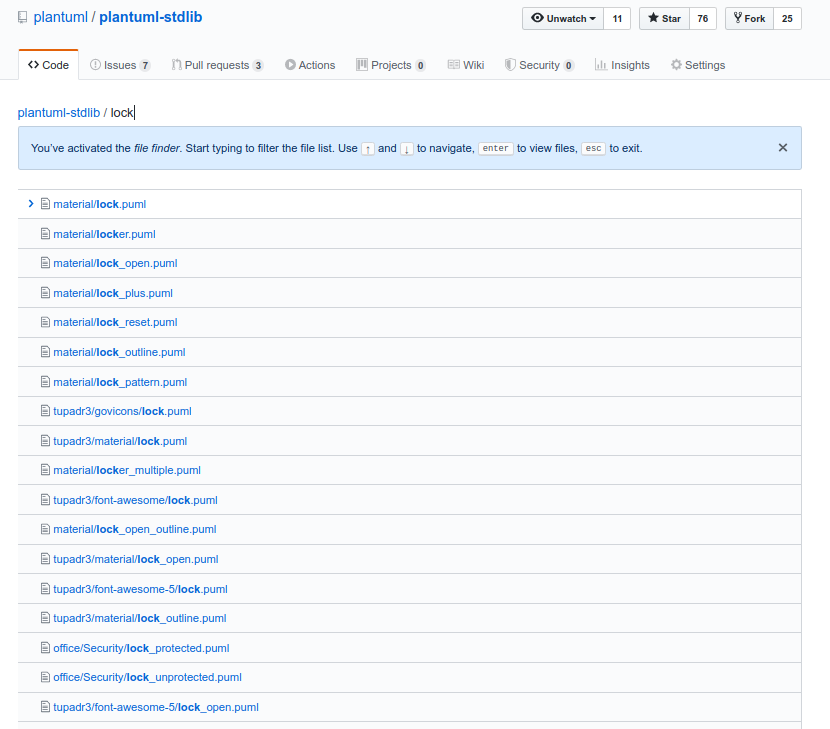 plantuml / plantuml-stdlib Unwatch 11 Star 76 Fork 25
Code Issues 7 Pull requests 3 Actions Projects 0 Wiki Security 0 Insights Settings
plantuml-stdlib / lock
You've activated the file finder. Start typing to filter the file list. Use ↑ and ↓ to navigate, enter to view files, esc to exit. ×
material/lock.puml
material/locker.puml
material/lock_open.puml
material/lock_plus.puml
material/lock_reset.puml
material/lock_outline.puml
material/lock_pattern.puml
tupadr3/govicons/lock.puml
tupadr3/material/lock.puml
material/locker_multiple.puml
tupadr3/font-awesome/lock.puml
material/lock_open_outline.puml
tupadr3/material/lock_open.puml
tupadr3/font-awesome-5/lock.puml
tupadr3/material/lock_outline.puml
office/Security/lock_protected.puml
office/Security/lock_unprotected.puml
tupadr3/font-awesome-5/lock_open.puml